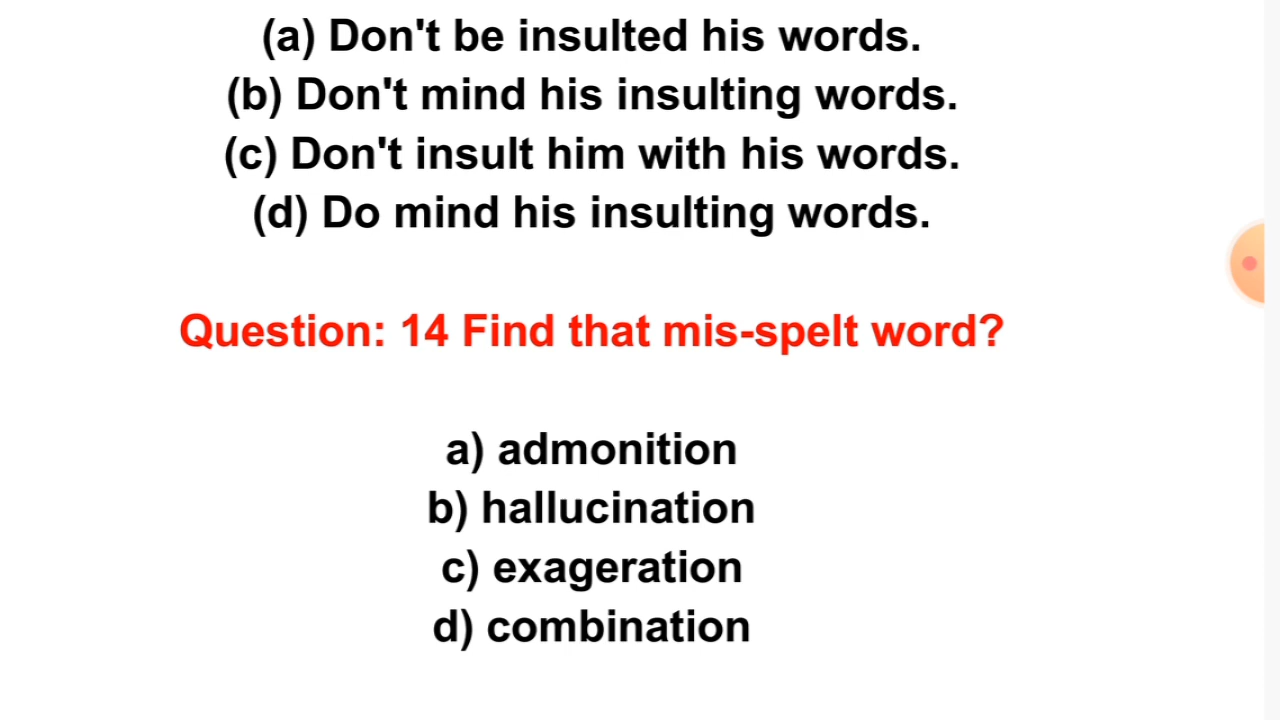 (a) Don't be insulted his words.
(b) Don't mind his insulting words.
(c) Don't insult him with his words.
(d) Do mind his insulting words.
Question: 14 Find that mis-spelt word?
a) admonition
b) hallucination
c) exageration
d) combination